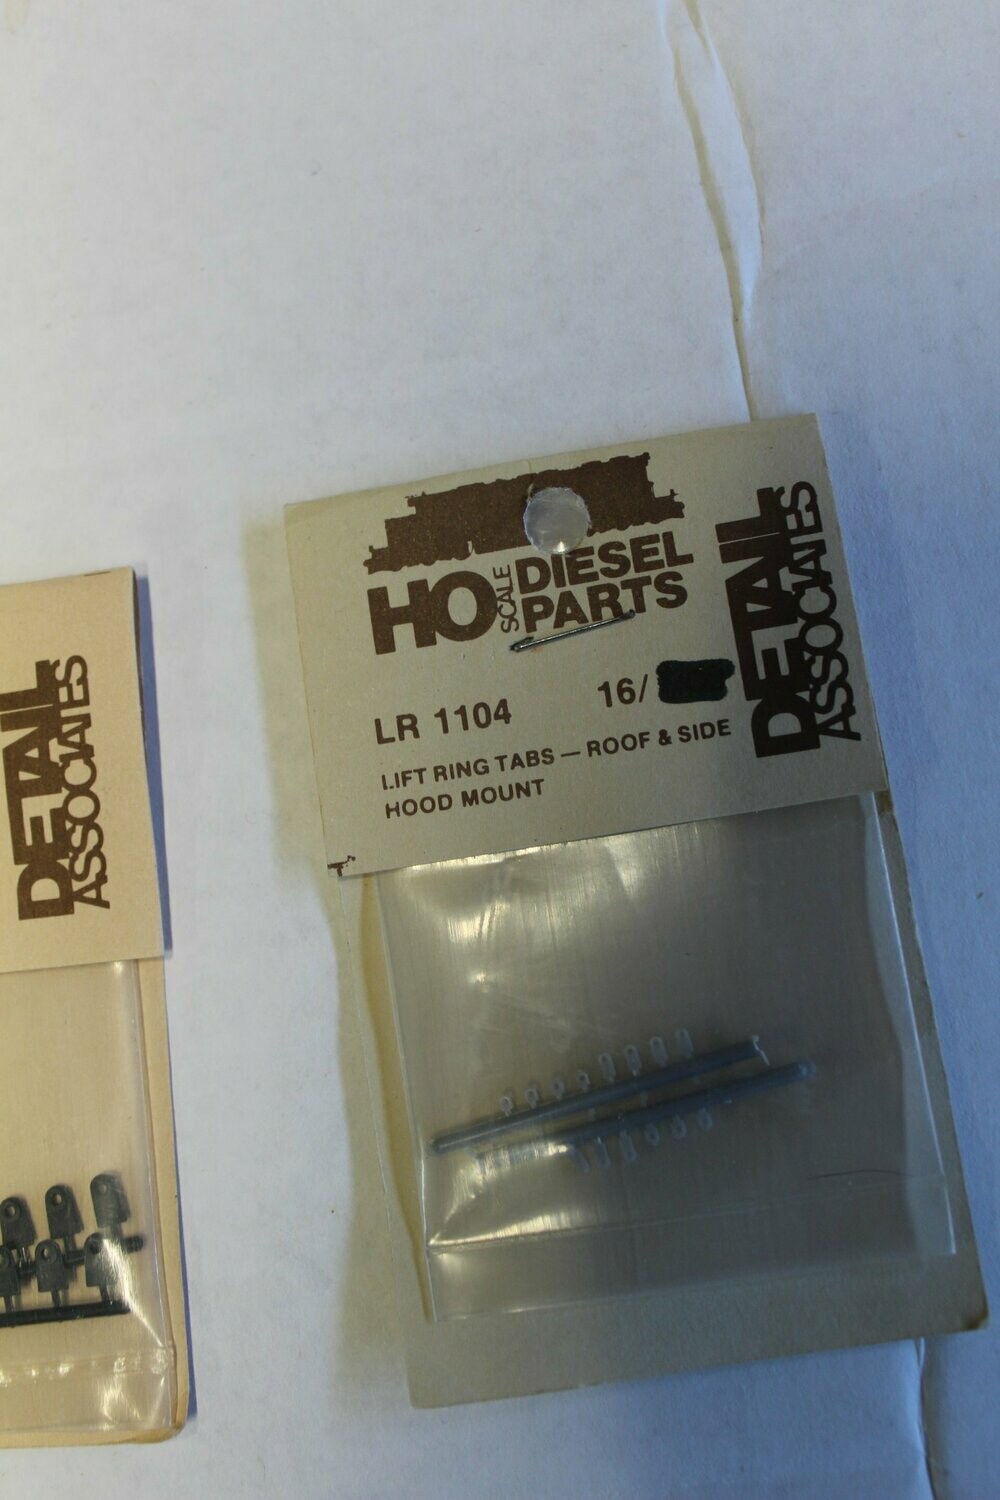 DETAIL
ASSOCIATES
HO SCALE DIESEL
PARTS
LR 1104 16/
LIFT RING TABS — ROOF & SIDE
HOOD MOUNT
DETAIL
ASSOCIATES